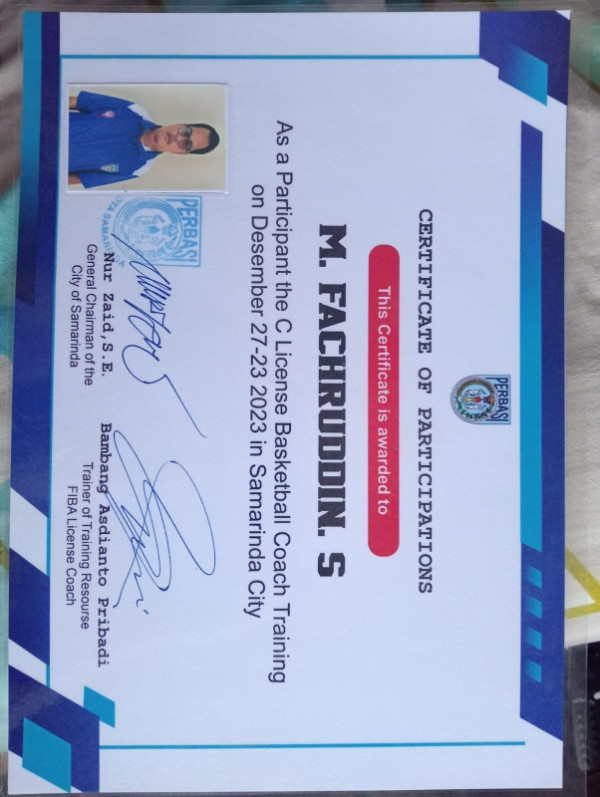 PERBASI
CERTIFICATE OF PARTICIPATIONS
This Certificate is awarded to
M. FACHRUDDIN. S
As a Participant the C License Basketball Coach Training
on Desember 27-23 2023 in Samarinda City
PERBASI
Nur Zaid,S.E.
General Chairman of the
City of Samarinda
Bambang Asdianto Pribadi
Trainer of Training Resourse
FIBA License Coach